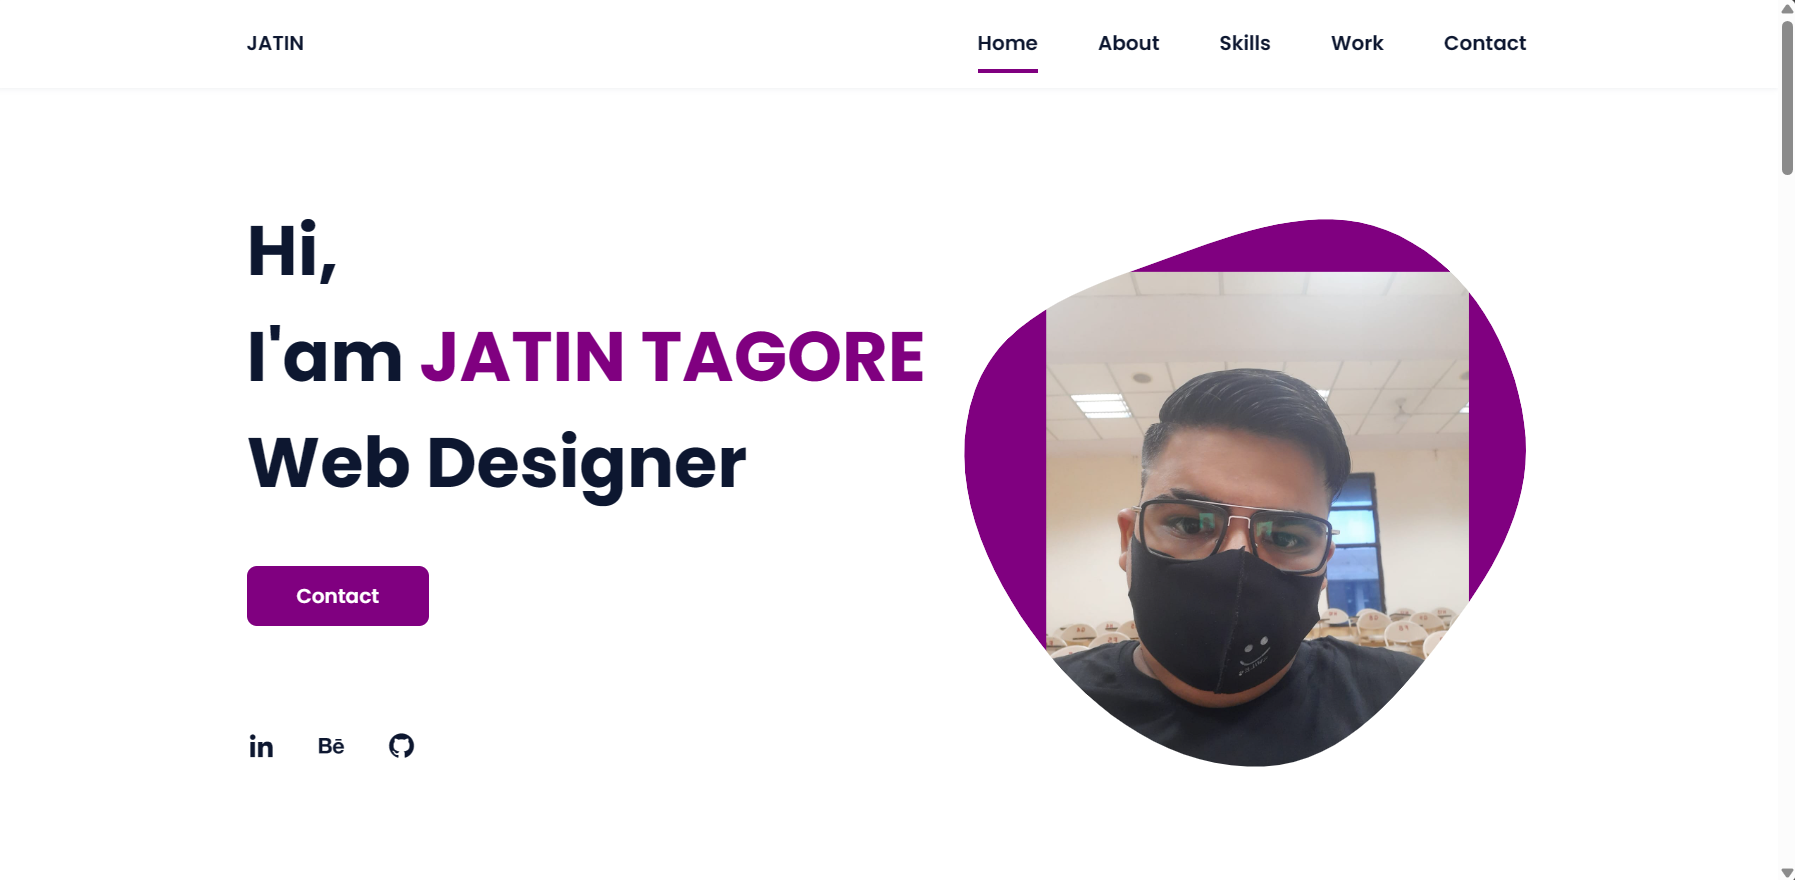 JATIN
Home About Skills Work Contact
Hi,
I'am JATIN TAGORE
Web Designer
Contact
in Bē